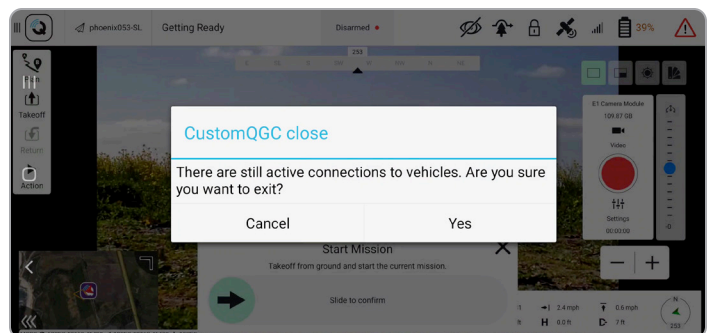 phoenix053-SL
Getting Ready
Disarmed
39%
253
Takeoff
Return
Action
E1 Camera Module
109.87 GB
Video
Settings
00:00:00
CustomQGC close
There are still active connections to vehicles. Are you sure
you want to exit?
Cancel
Yes
Start Mission
Takeoff from ground and start the current mission.
Slide to confirm
2.4 mph
0.6 mph
H 0.0 ft
D- 7 ft
N
253